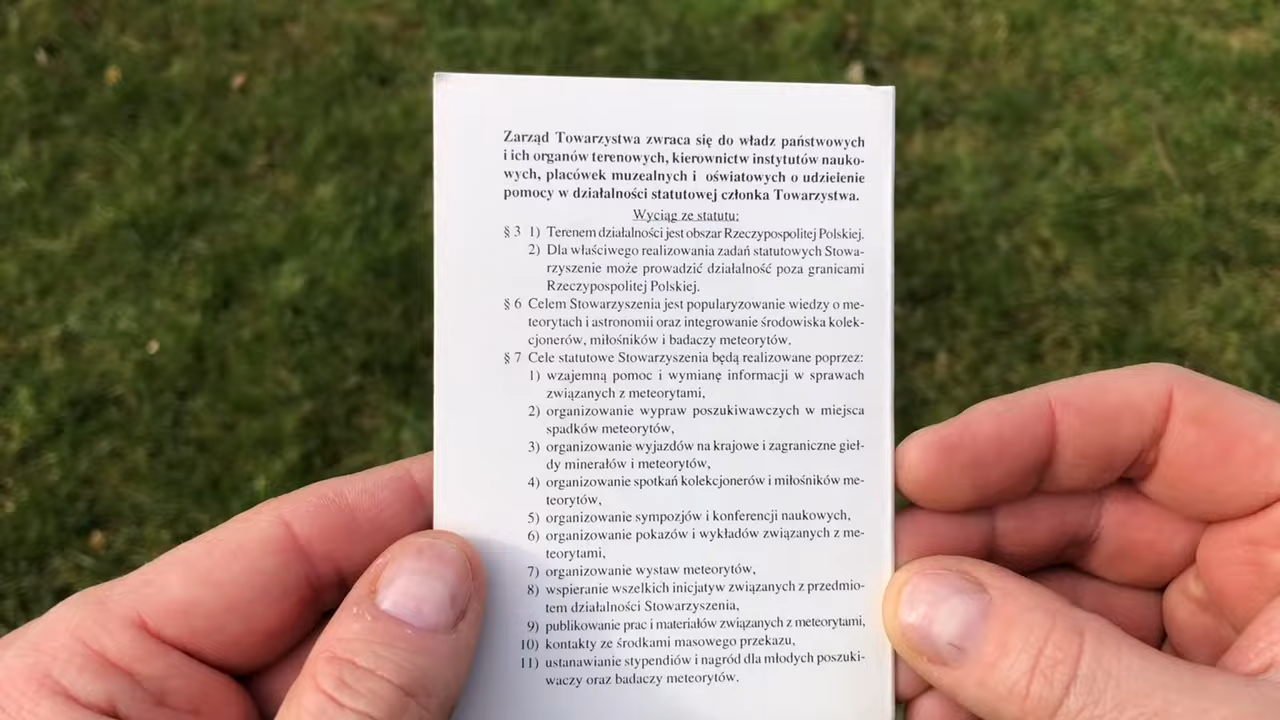 Zarząd Towarzystwa zwraca się do władz państwowych
i ich organów terenowych, kierownictw instytutów nauko-
wych, placówek muzealnych i oświatowych o udzielenie
pomocy w działalności statutowej członka Towarzystwa.
Wyciąg ze statutu:
§ 3 1) Terenem działalności jest obszar Rzeczypospolitej Polskiej.
2) Dla właściwego realizowania zadań statutowych Stowa-
rzyszenie może prowadzić działalność poza granicami
Rzeczypospolitej Polskiej.
§ 6 Celem Stowarzyszenia jest popularyzowanie wiedzy o me-
teorytach i astronomii oraz integrowanie środowiska kolek-
cjonerów, miłośników i badaczy meteorytów.
§ 7 Cele statutowe Stowarzyszenia będą realizowane poprzez:
1) wzajemną pomoc i wymianę informacji w sprawach
związanych z meteorytami,
2) organizowanie wypraw poszukiwawczych w miejsca
spadków meteorytów,
3) organizowanie wyjazdów na krajowe i zagraniczne gieł-
dy minerałów i meteorytów,
4) organizowanie spotkań kolekcjonerów i miłośników me-
teorytów,
5) organizowanie sympozjów i konferencji naukowych,
6) organizowanie pokazów i wykładów związanych z me-
teorytami,
7) organizowanie wystaw meteorytów,
8) wspieranie wszelkich inicjatyw związanych z przedmio-
tem działalności Stowarzyszenia,
9) publikowanie prac i materiałów związanych z meteorytami,
10) kontakty ze środkami masowego przekazu,
11) ustanawianie stypendiów i nagród dla młodych poszuki-
waczy oraz badaczy meteorytów.